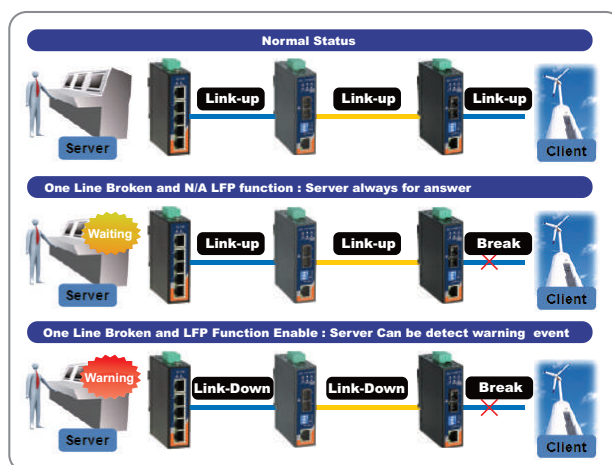 Normal Status
Link-up Link-up Link-up
Server Client
One Line Broken and N/A LFP function : Server always for answer
Waiting
Link-up Link-up Break
Server Client
One Line Broken and LFP Function Enable : Server Can be detect warning event
Warning
Link-Down Link-Down Break
Server Client